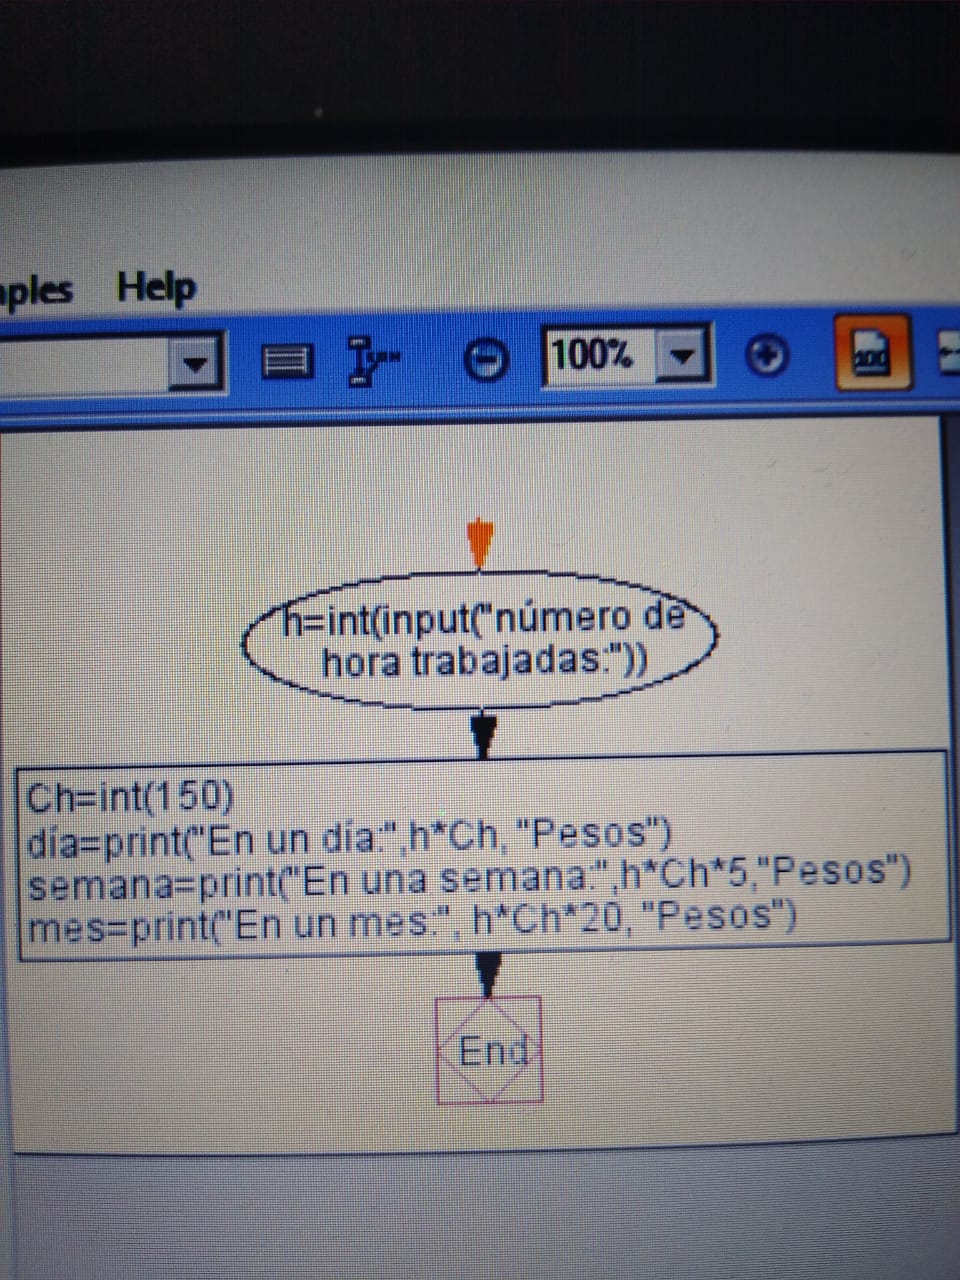 Help
100%
h=int(input("número de
hora trabajadas:"))
Ch=int(150)
día=print("En un día:",h*Ch, "Pesos")
semana=print("En una semana:",h*Ch*5,"Pesos")
mes=print("En un mes:", h*Ch*20, "Pesos")
End